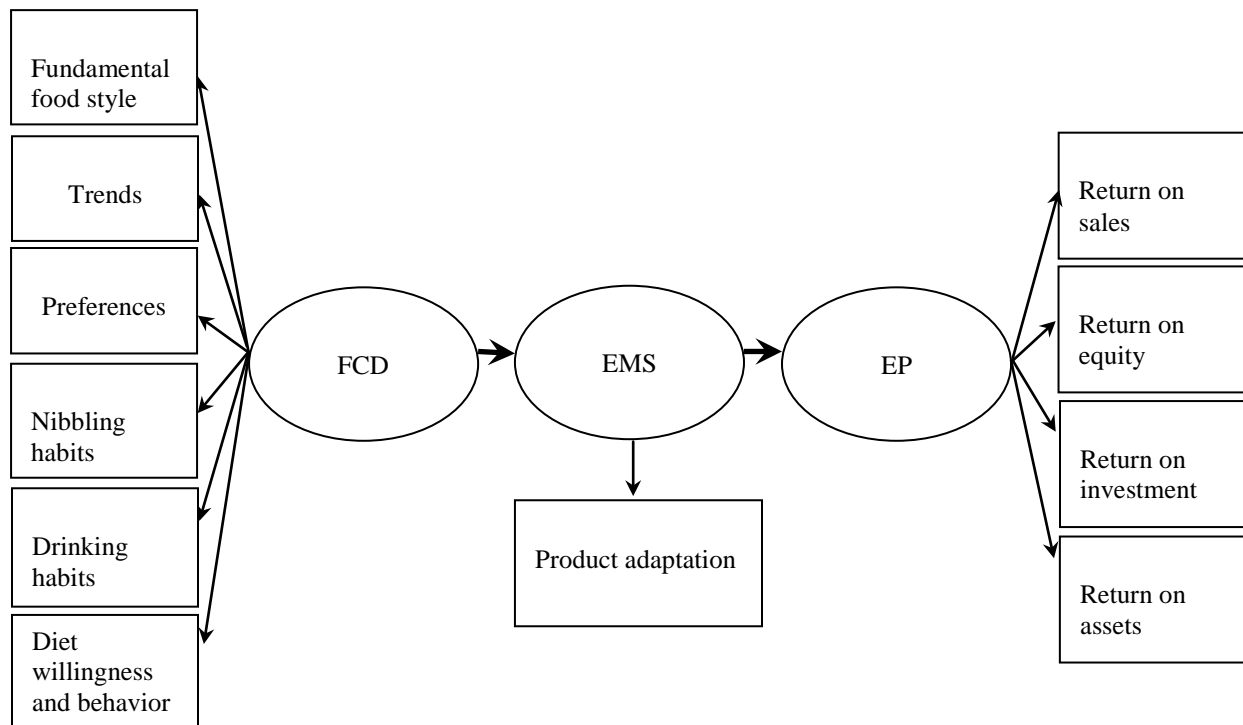 Fundamental
food style
Trends
Preferences
Nibbling
habits
Drinking
habits
Diet
willingness
and behavior
FCD
EMS
EP
Product adaptation
Return on
sales
Return on
equity
Return on
investment
Return on
assets